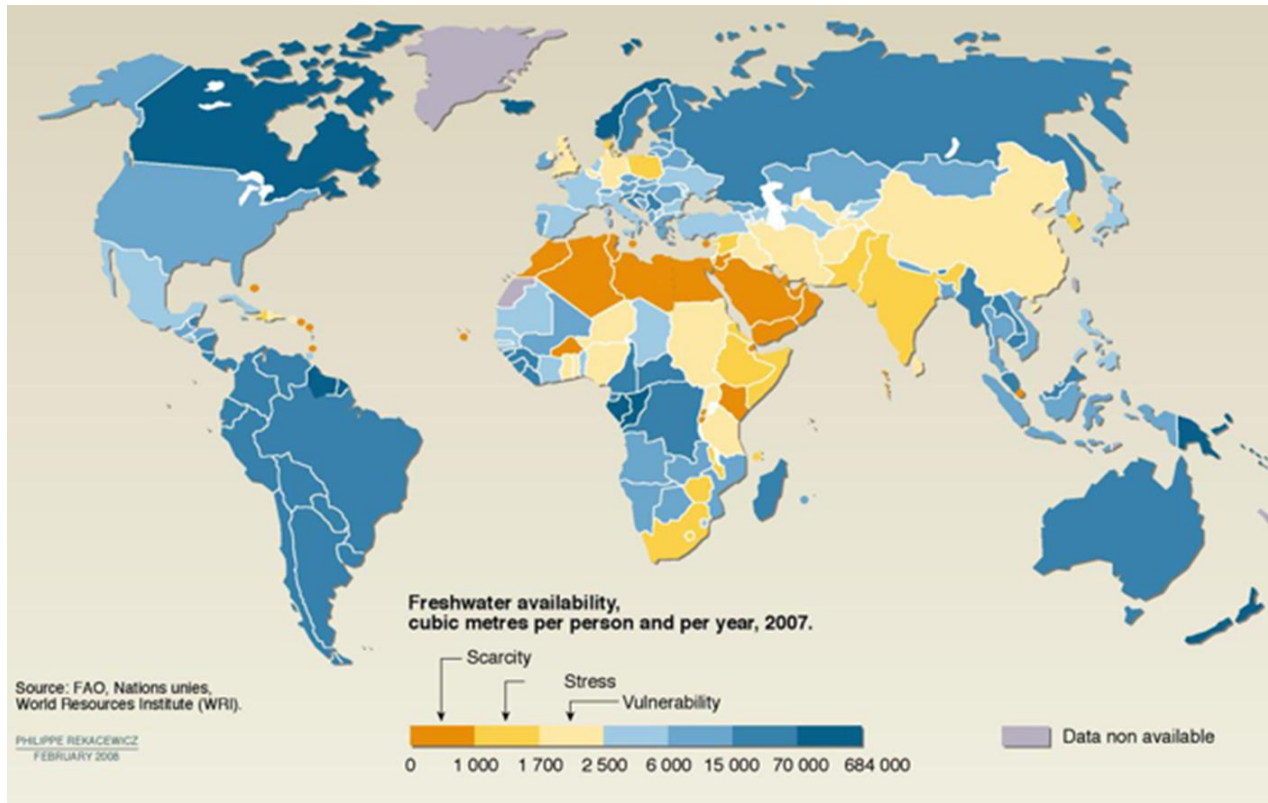 Freshwater availability,
cubic metres per person and per year, 2007.
Scarcity
Stress
Vulnerability
0 1 000 1 700 2 500 6 000 15 000 70 000 684 000
Data non available
Source: FAO, Nations unies,
World Resources Institute (WRI).
PHILIPPE REKACEWICZ
FEBRUARY 2008